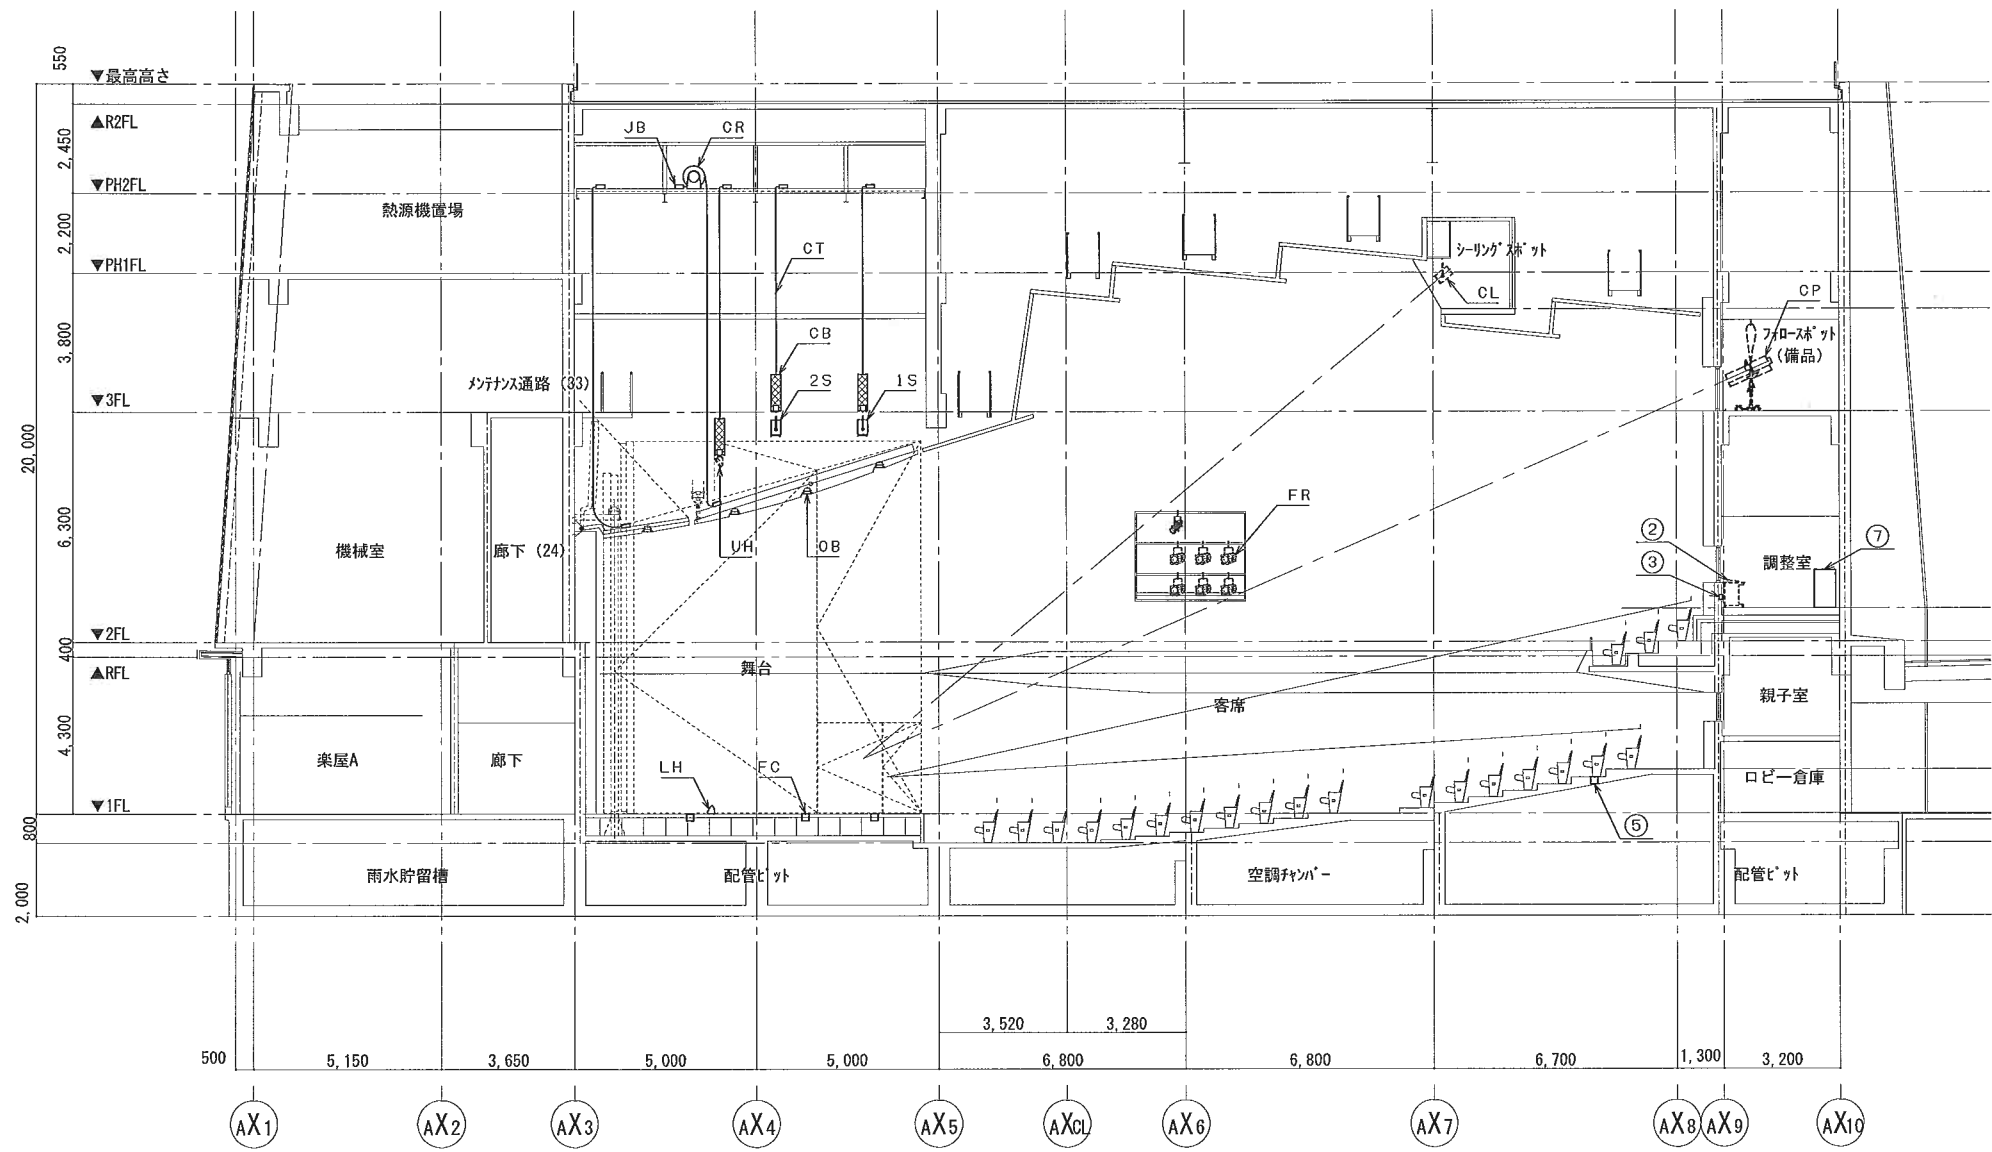 550
▼最高高さ
▲R2FL
2,450
JB
CR
▼PH2FL
熱源機置場
2,200
CT
シーリングスポット
▼PH1FL
CL
CP
3,800
CB
フォロースポット
(備品)
メンテナンス通路 (33)
2S
1S
▼3FL
20,000
FR
6,300
機械室
廊下 (24)
UH
OB
②
⑦
③
調整室
▼2FL
400
▲RFL
舞台
客席
親子室
4,300
楽屋A
廊下
LH
FC
ロビー倉庫
▼1FL
800
⑤
雨水貯留槽
配管ピット
空調チャンバー
配管ピット
2,000
3,520
3,280
500
5,150
3,650
5,000
5,000
6,800
6,800
6,700
1,300
3,200
AX1
AX2
AX3
AX4
AX5
AXCL
AX6
AX7
AX8
AX9
AX10